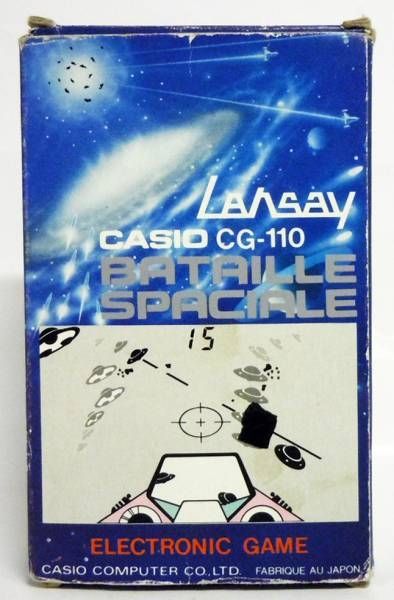 Lansay
CASIO CG-110
BATAILLE
SPACIALE
15
ELECTRONIC GAME
CASIO COMPUTER CO., LTD. FABRIQUE AU JAPON